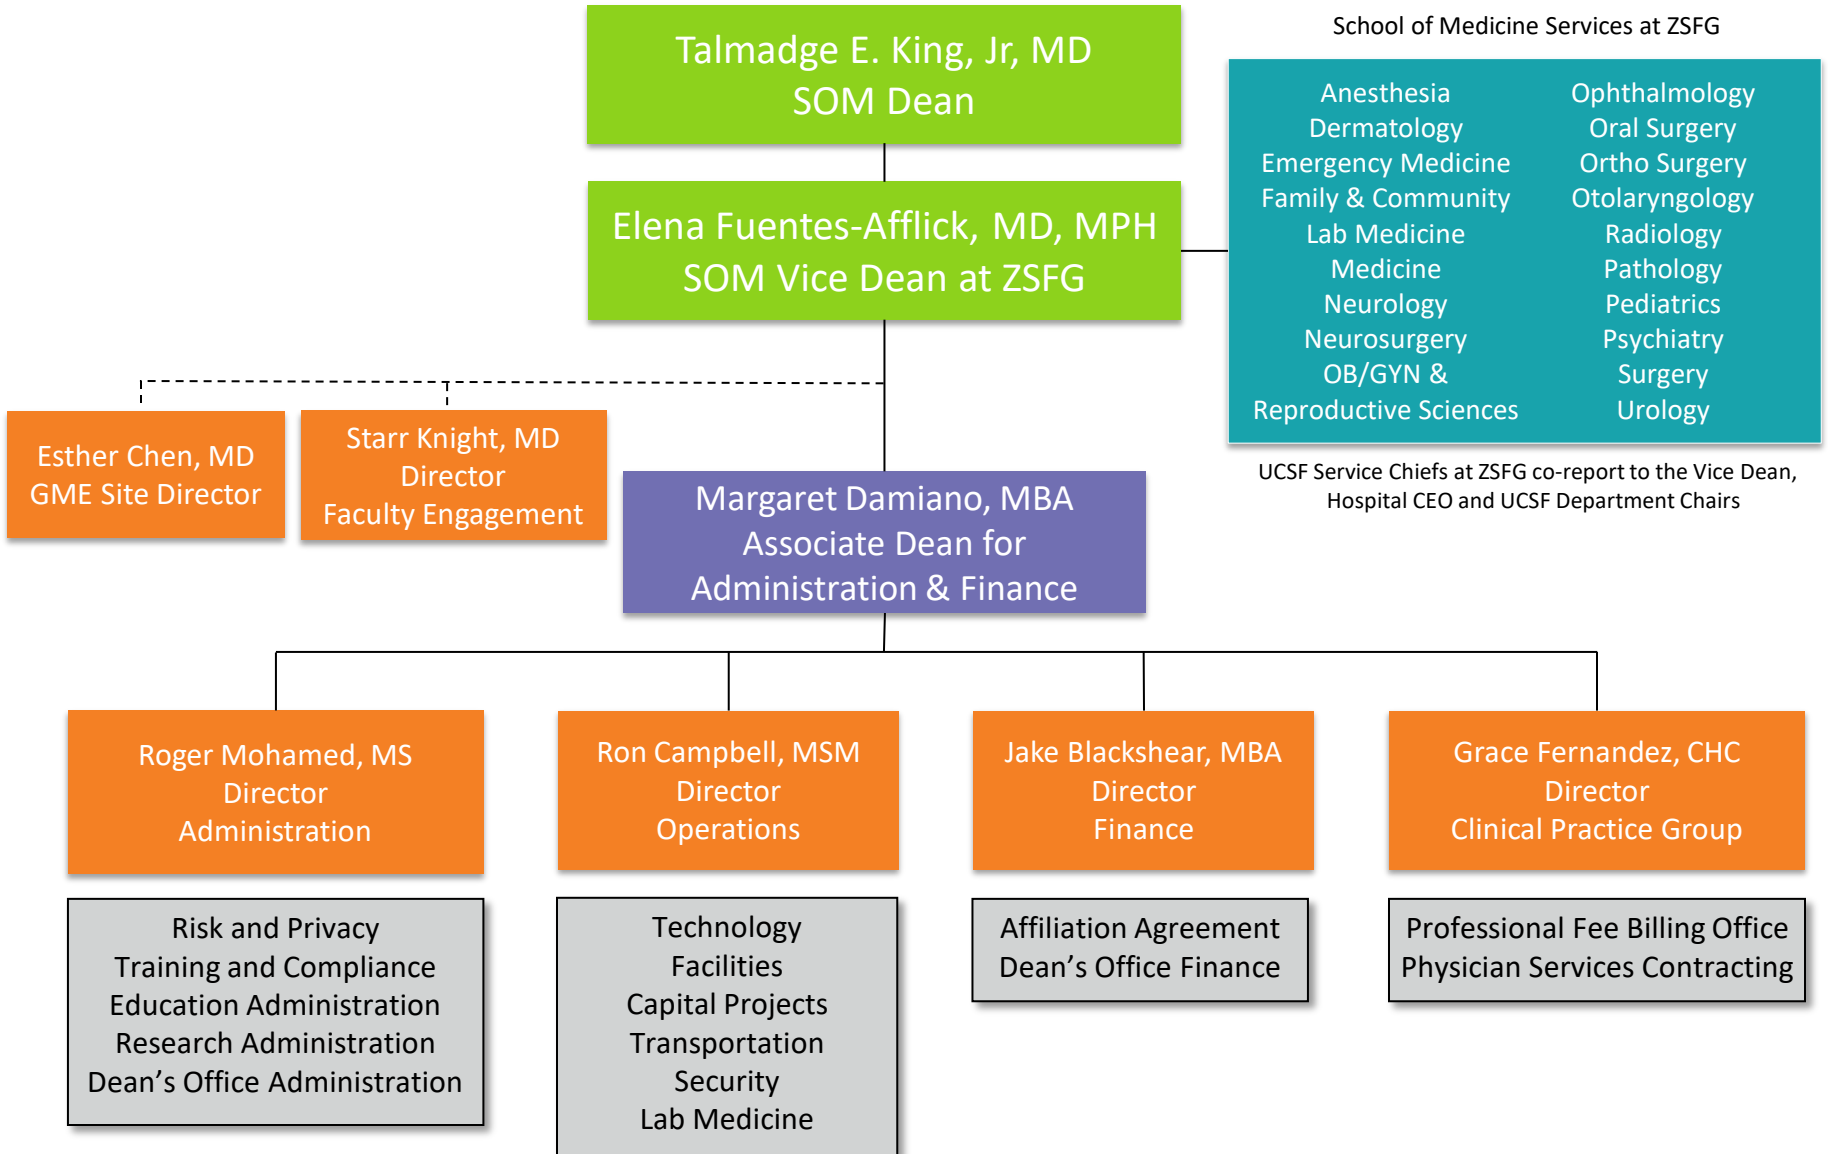 Talmadge E. King, Jr, MD
SOM Dean
Elena Fuentes-Afflick, MD, MPH
SOM Vice Dean at ZSFG
School of Medicine Services at ZSFG
Anesthesia
Dermatology
Emergency Medicine
Family & Community
Lab Medicine
Medicine
Neurology
Neurosurgery
OB/GYN &
Reproductive Sciences
Ophthalmology
Oral Surgery
Ortho Surgery
Otolaryngology
Radiology
Pathology
Pediatrics
Psychiatry
Surgery
Urology
UCSF Service Chiefs at ZSFG co-report to the Vice Dean,
Hospital CEO and UCSF Department Chairs
Esther Chen, MD
GME Site Director
Starr Knight, MD
Director
Faculty Engagement
Margaret Damiano, MBA
Associate Dean for
Administration & Finance
Roger Mohamed, MS
Director
Administration
Risk and Privacy
Training and Compliance
Education Administration
Research Administration
Dean’s Office Administration
Ron Campbell, MSM
Director
Operations
Technology
Facilities
Capital Projects
Transportation
Security
Lab Medicine
Jake Blackshear, MBA
Director
Finance
Affiliation Agreement
Dean’s Office Finance
Grace Fernandez, CHC
Director
Clinical Practice Group
Professional Fee Billing Office
Physician Services Contracting